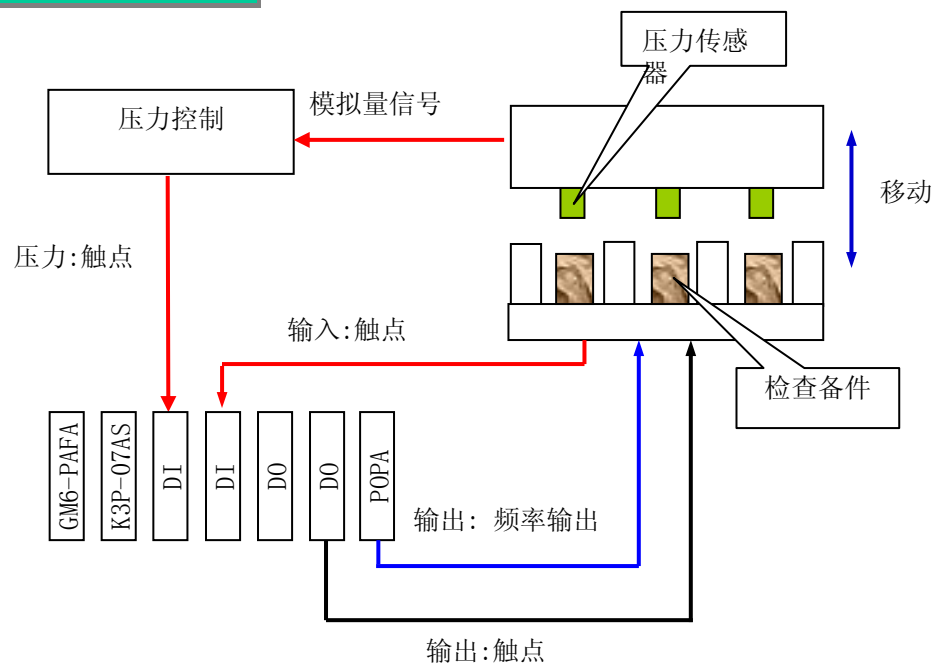 压力传感
器
压力控制
模拟量信号
移动
压力:触点
输入:触点
检查备件
GM6-PAFA
K3P-07AS
DI
DI
DO
DO
POPA
输出: 频率输出
输出:触点